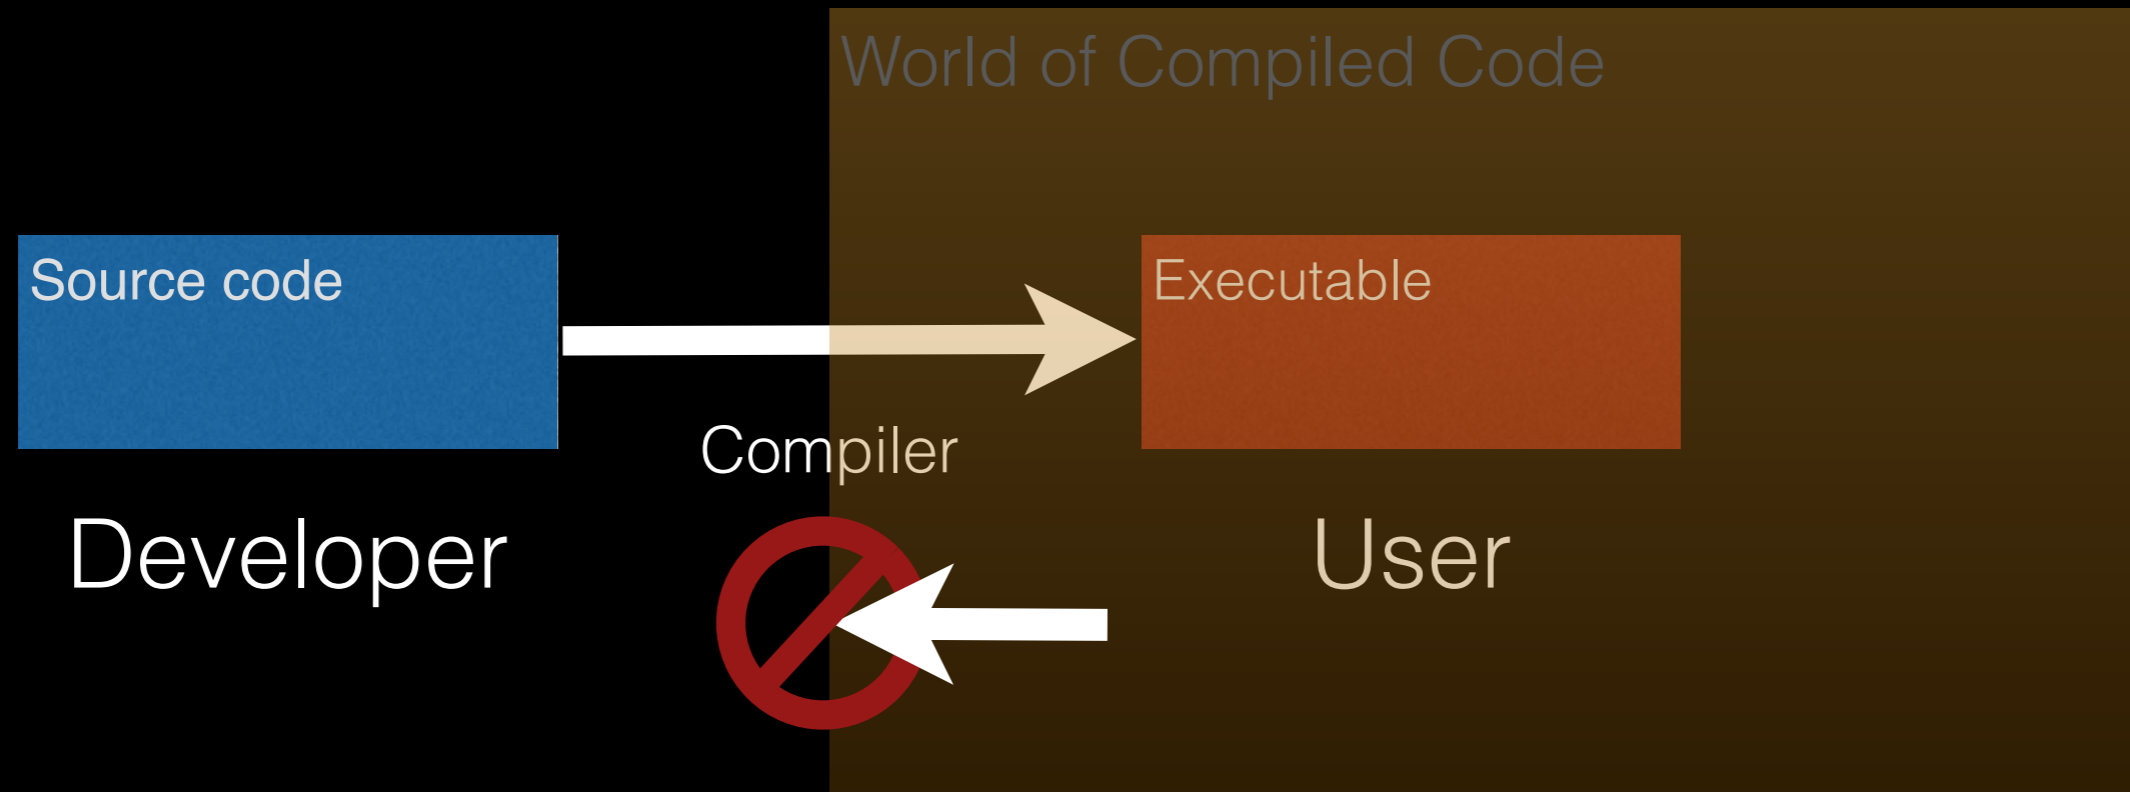 World of Compiled Code
Source code
Executable
Compiler
Developer
User